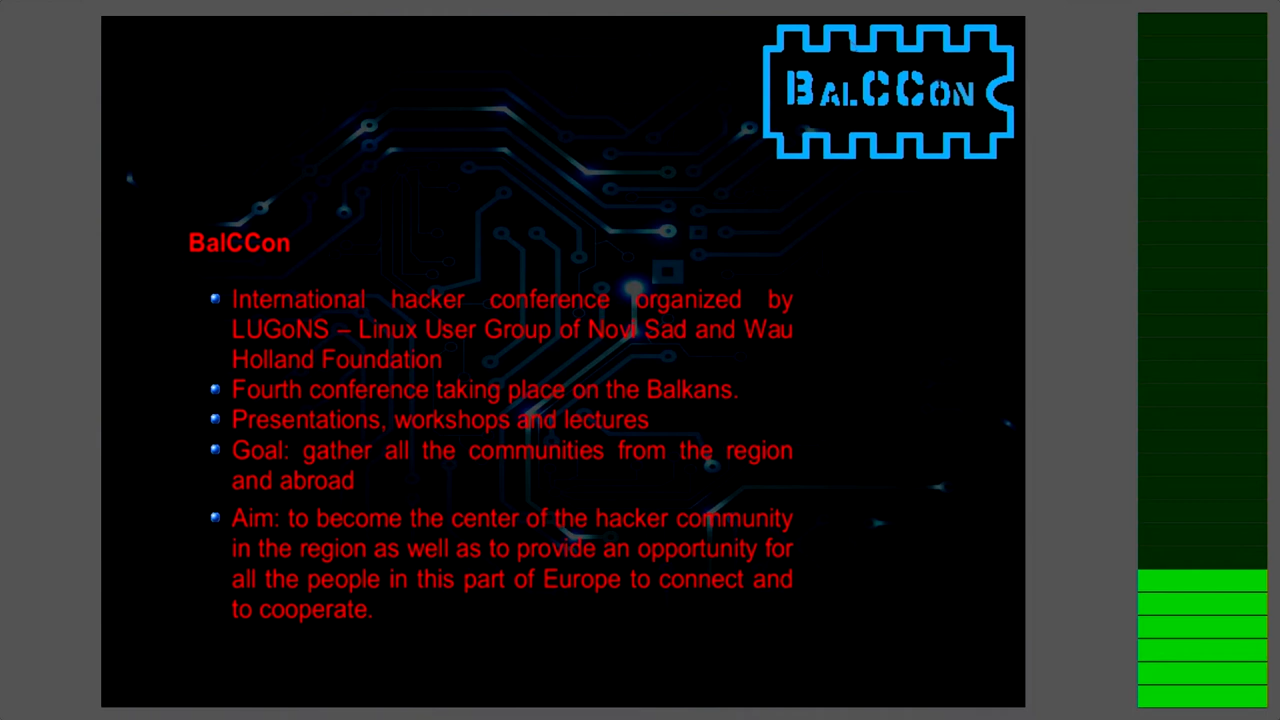 BalCCon
BalCCon
International hacker conference organized by
LUGoNS – Linux User Group of Novi Sad and Wau
Holland Foundation
Fourth conference taking place on the Balkans.
Presentations, workshops and lectures
Goal: gather all the communities from the region
and abroad
Aim: to become the center of the hacker community
in the region as well as to provide an opportunity for
all the people in this part of Europe to connect and
to cooperate.